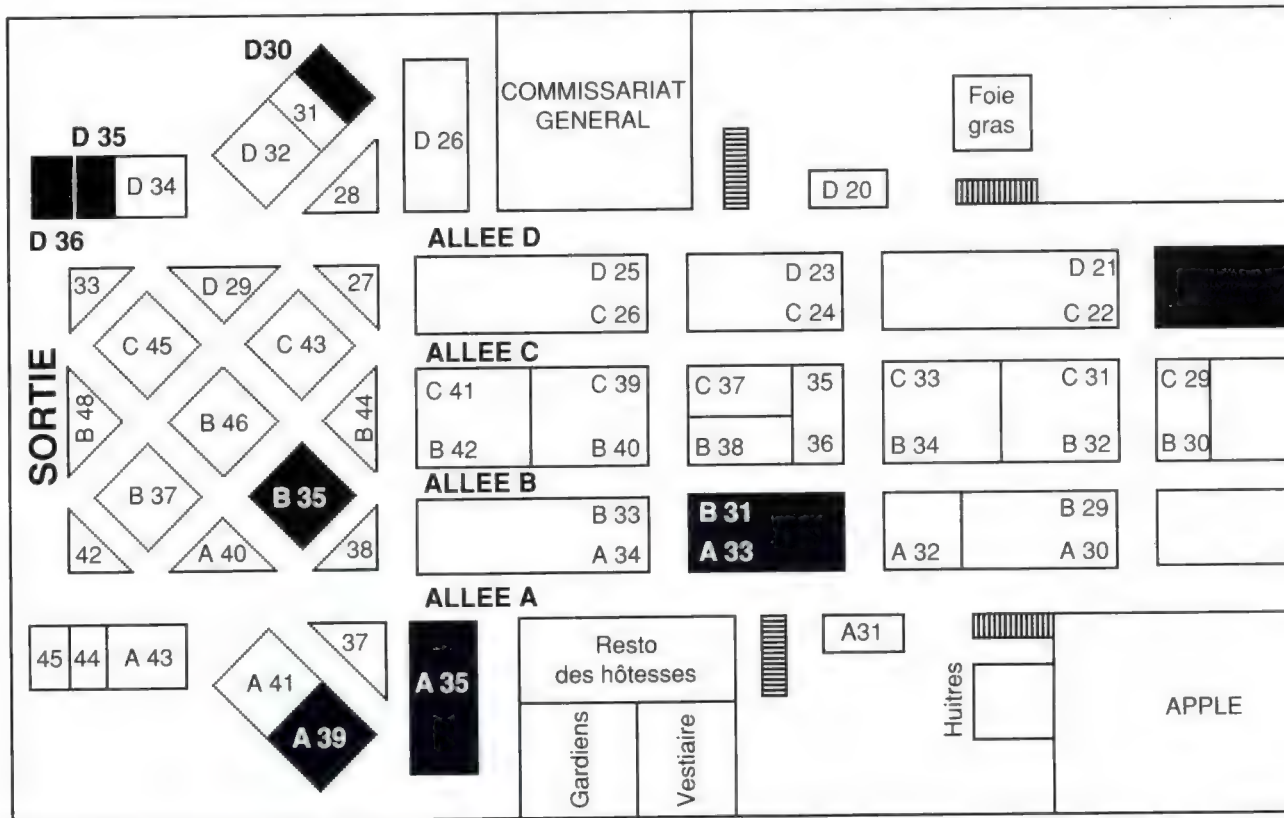 D30
31
D 32
28
D 26
COMMISSARIAT
GENERAL
Foie
gras
D 20
D 35
D 34
D 36
ALLEE D
33
D 29
27
D 25
C 26
D 23
C 24
D 21
C 22
C 45
C 43
SORTIE
ALLEE C
B 48
B 46
B 44
C 41
B 42
C 39
B 40
C 37
B 38
35
36
C 33
B 34
C 31
B 32
C 29
B 30
B 37
B 35
ALLEE B
42
A 40
38
B 33
A 34
B 31
A 33
A 32
B 29
A 30
ALLEE A
45
44
A 43
A 41
37
A 39
A 35
Resto
des hôtesses
Gardiens
Vestiaire
A31
Huitres
APPLE